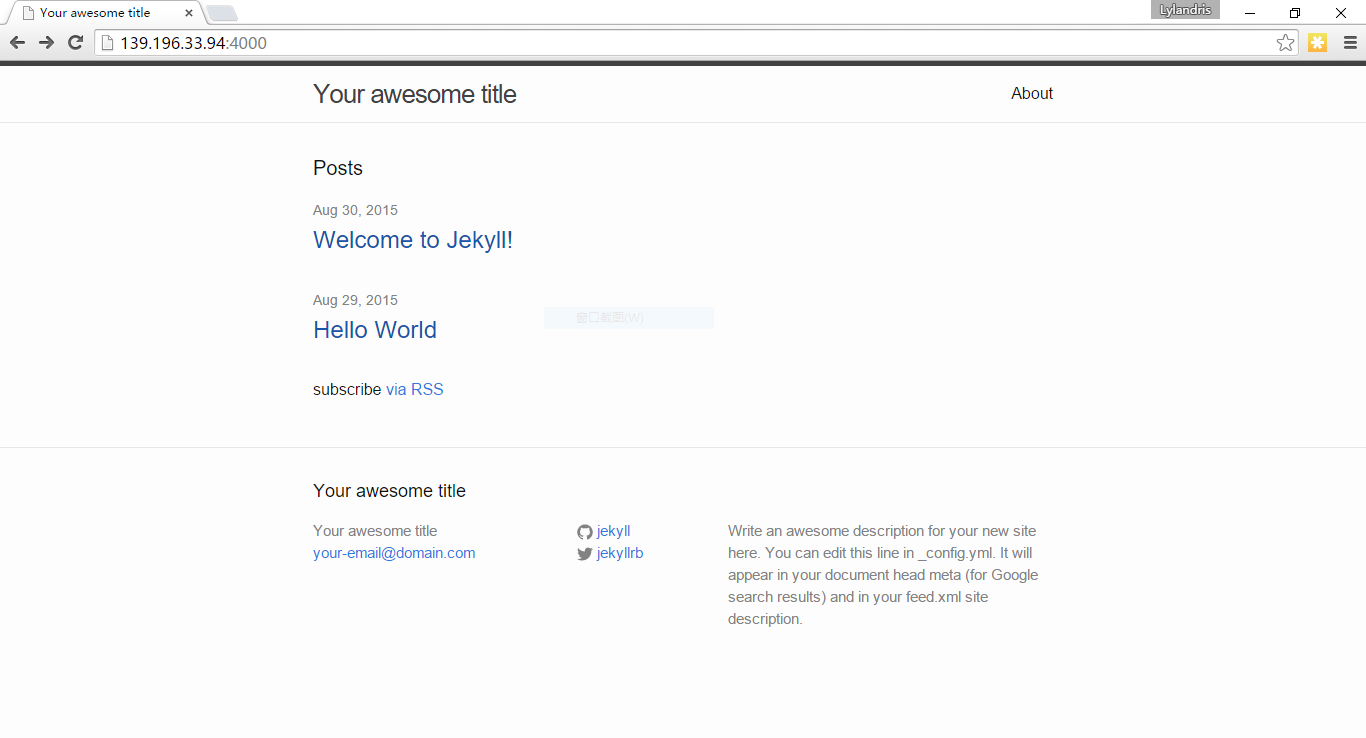 Your awesome title
Lylandris
139.196.33.94:4000
Your awesome title
About
Posts
Aug 30, 2015
Welcome to Jekyll!
Aug 29, 2015
窗口截图(W)
Hello World
subscribe via RSS
Your awesome title
Your awesome title
your-email@domain.com
jekyll
jekyllrb
Write an awesome description for your new site
here. You can edit this line in _config.yml. It will
appear in your document head meta (for Google
search results) and in your feed.xml site
description.